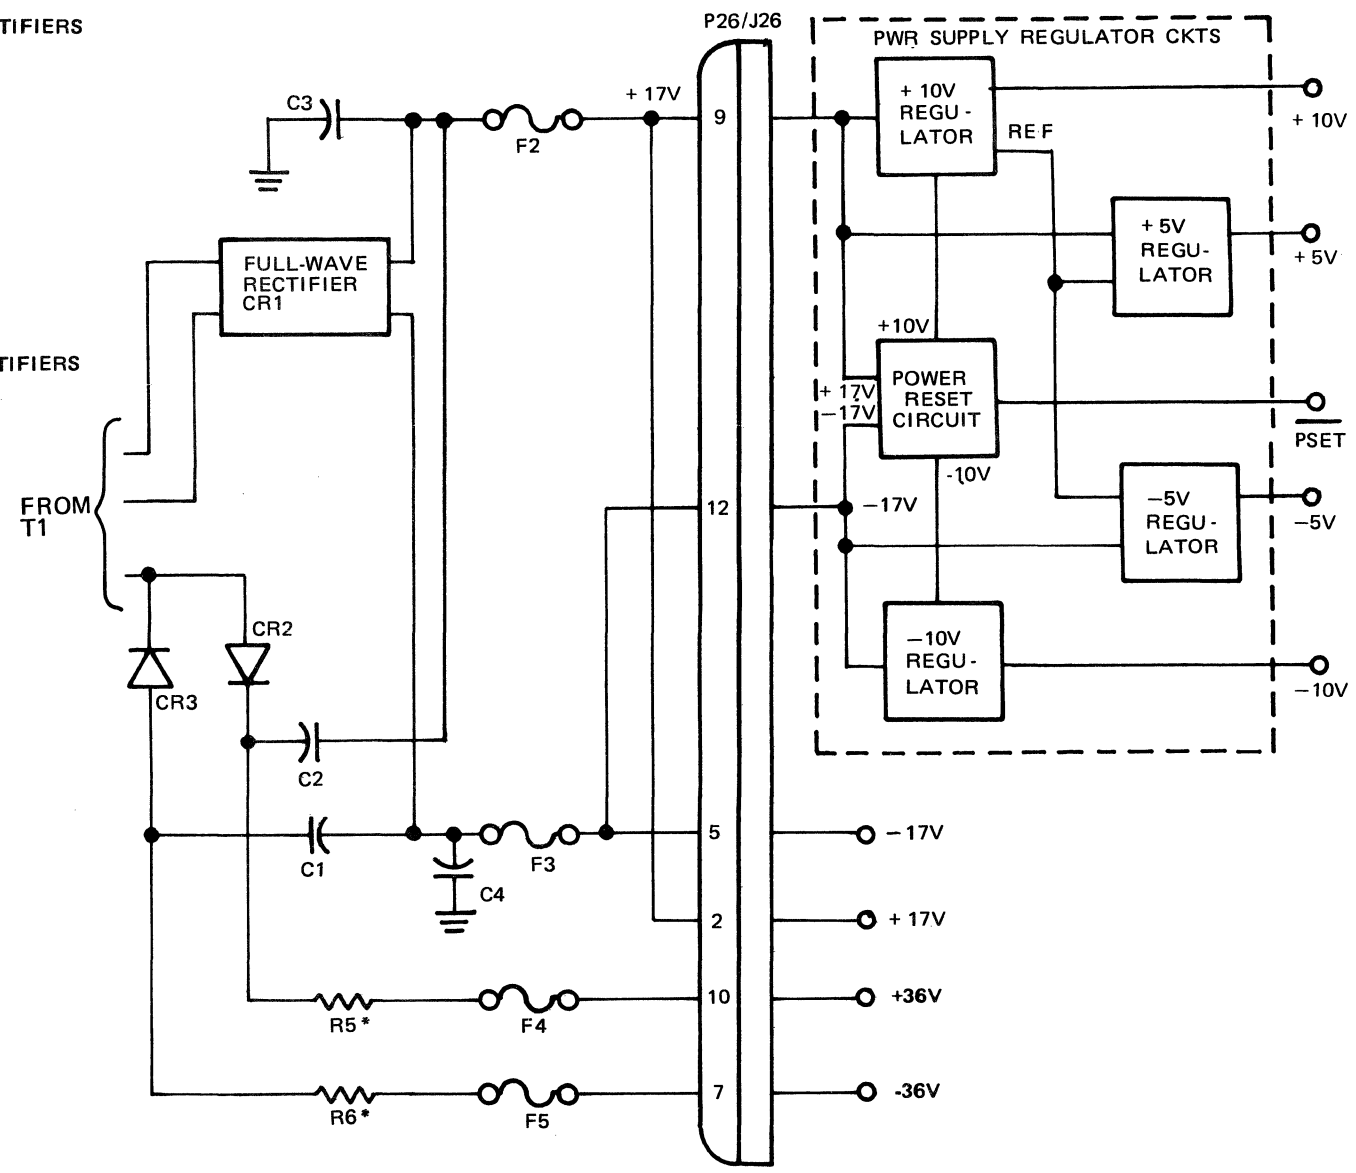 TIFIERS
P26/J26
PWR SUPPLY REGULATOR CKTS
C3
F2
+ 17V
9
+ 10V
REGU -
LATOR
REF
+ 10V
+ 5V
REGU-
LATOR
+ 5V
FULL-WAVE
RECTIFIER
CR1
TIFIERS
+10V
+ 17V
−17V
POWER
RESET
CIRCUIT
-10V
PSET
FROM
T1
12
−17V
−5V
REGU -
LATOR
−5V
CR2
CR3
−10V
REGU -
LATOR
−10V
C2
C1
C4
F3
5
− 17V
2
+ 17V
R5*
F4
10
+36V
R6*
F5
7
-36V